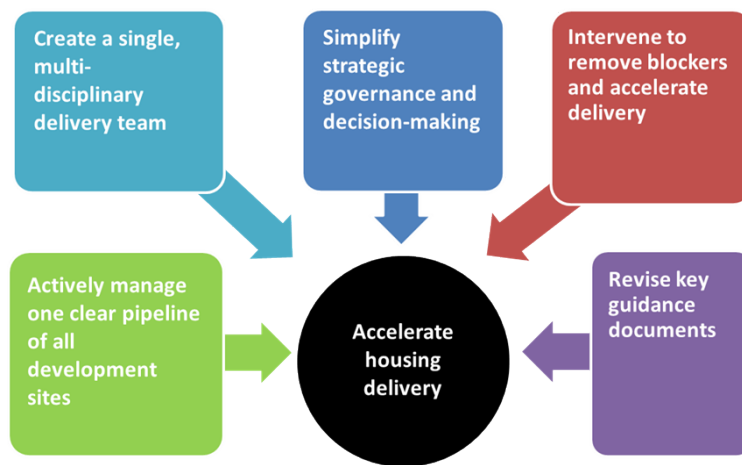 Create a single,
multi-
disciplinary
delivery team
Simplify
strategic
governance and
decision-making
Intervene to
remove blockers
and accelerate
delivery
Actively manage
one clear pipeline
of all
development
sites
Accelerate
housing
delivery
Revise key
guidance
documents